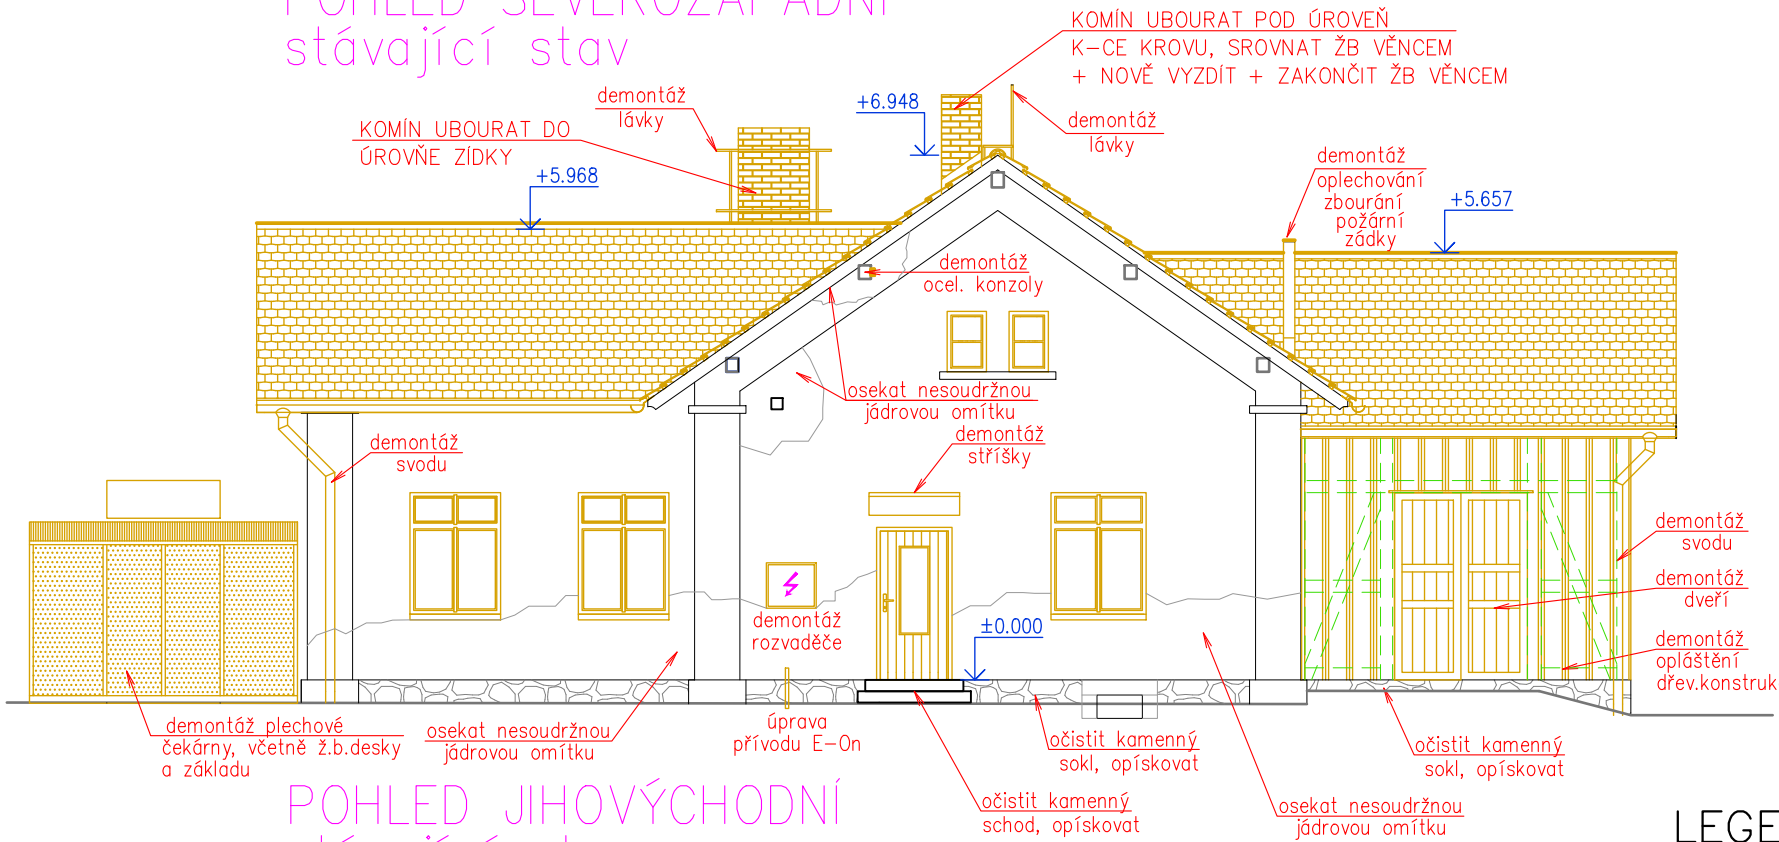 POHLED SEVEROZÁPADNÍ
stávající stav
KOMÍN UBOURAT POD ÚROVEŇ
K-CE KROVU, SROVNAT ŽB VĚNCEM
+ NOVĚ VYZDÍT + ZAKONČIT ŽB VĚNCEM
demontáž
lávky
+6.948
demontáž
lávky
KOMÍN UBOURAT DO
ÚROVŇE ZÍDKY
+5.968
demontáž
oplechování
zbourání
požární
zádky
+5.657
demontáž
ocel. konzoly
osekat nesoudržnou
jádrovou omítku
demontáž
stříšky
demontáž
svodu
demontáž
svodu
demontáž
dveří
demontáž
rozvaděče
±0.000
demontáž
opláštění
dřev.konstruk
demontáž plechové
čekárny, včetně ž.b.desky
a základu
osekat nesoudržnou
jádrovou omítku
úprava
přívodu E-On
očistit kamenný
sokl, opískovat
očistit kamenný
sokl, opískovat
očistit kamenný
schod, opískovat
osekat nesoudržnou
jádrovou omítku
POHLED JIHOVÝCHODNÍ
LEGE